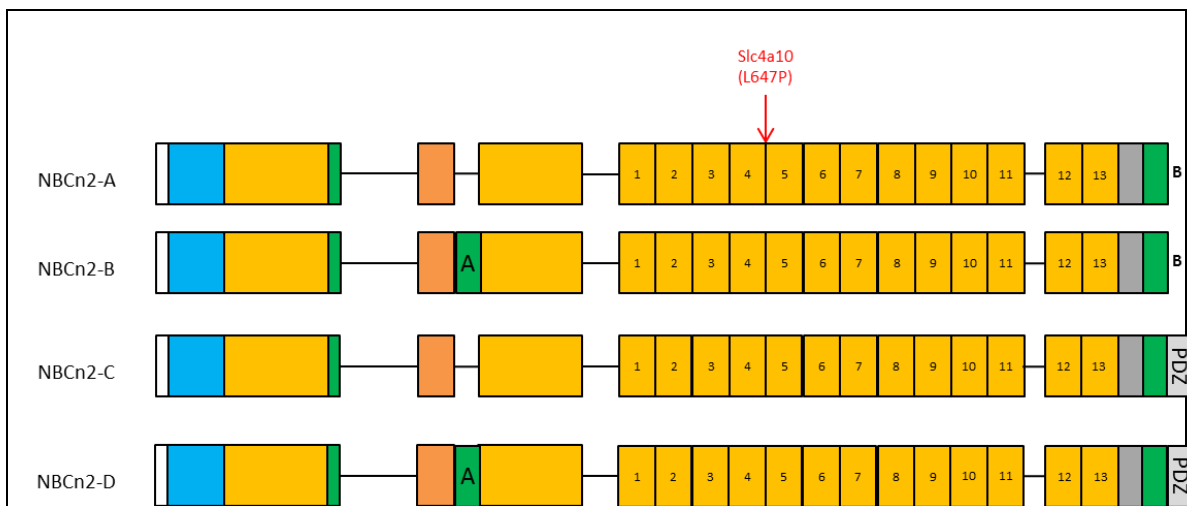 Slc4a10
(L647P)
NBCn2-A
1 2 3 4 5 6 7 8 9 10 11 12 13 B
NBCn2-B
A 1 2 3 4 5 6 7 8 9 10 11 12 13 B
NBCn2-C
1 2 3 4 5 6 7 8 9 10 11 12 13 PDZ
NBCn2-D
A 1 2 3 4 5 6 7 8 9 10 11 12 13 PDZ